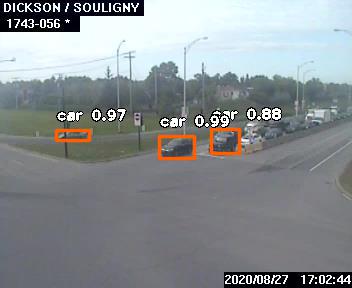 DICKSON / SOULIGNY
1743-056 *
car 0.97
car 0.99
car 0.88
2020/08/27 17:02:44